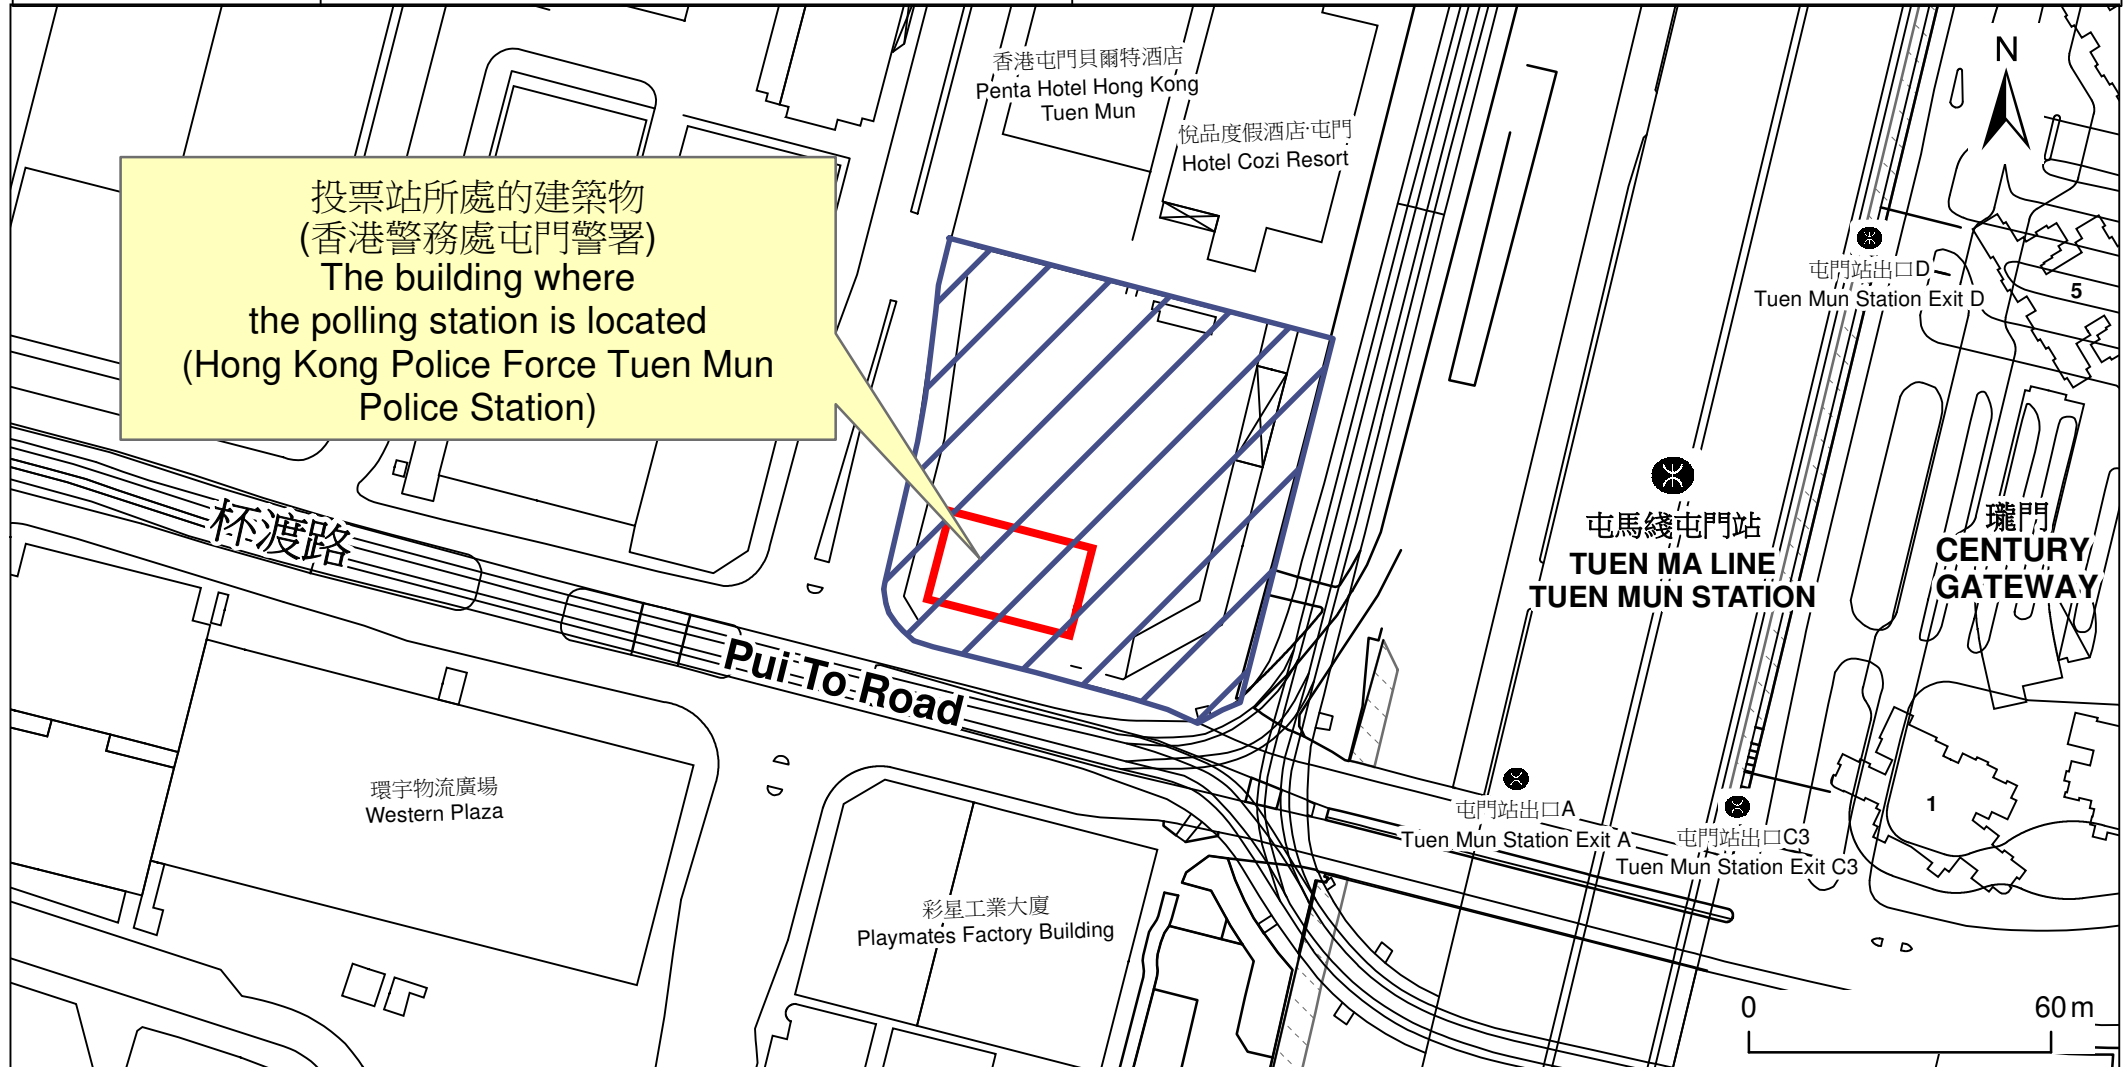 香港屯門貝爾特酒店
Penta Hotel Hong Kong
Tuen Mun
悅品度假酒店·屯門
Hotel Cozi Resort
N
投票站所處的建築物
(香港警務處屯門警署)
The building where
the polling station is located
(Hong Kong Police Force Tuen Mun
Police Station)
屯門站出口D
Tuen Mun Station Exit D
5
杯渡路
Pui To Road
屯馬綫屯門站
TUEN MA LINE
TUEN MUN STATION
瓏門
CENTURY
GATEWAY
環宇物流廣場
Western Plaza
屯門站出口A
Tuen Mun Station Exit A
屯門站出口C3
Tuen Mun Station Exit C3
1
彩星工業大廈
Playmates Factory Building
0
60 m